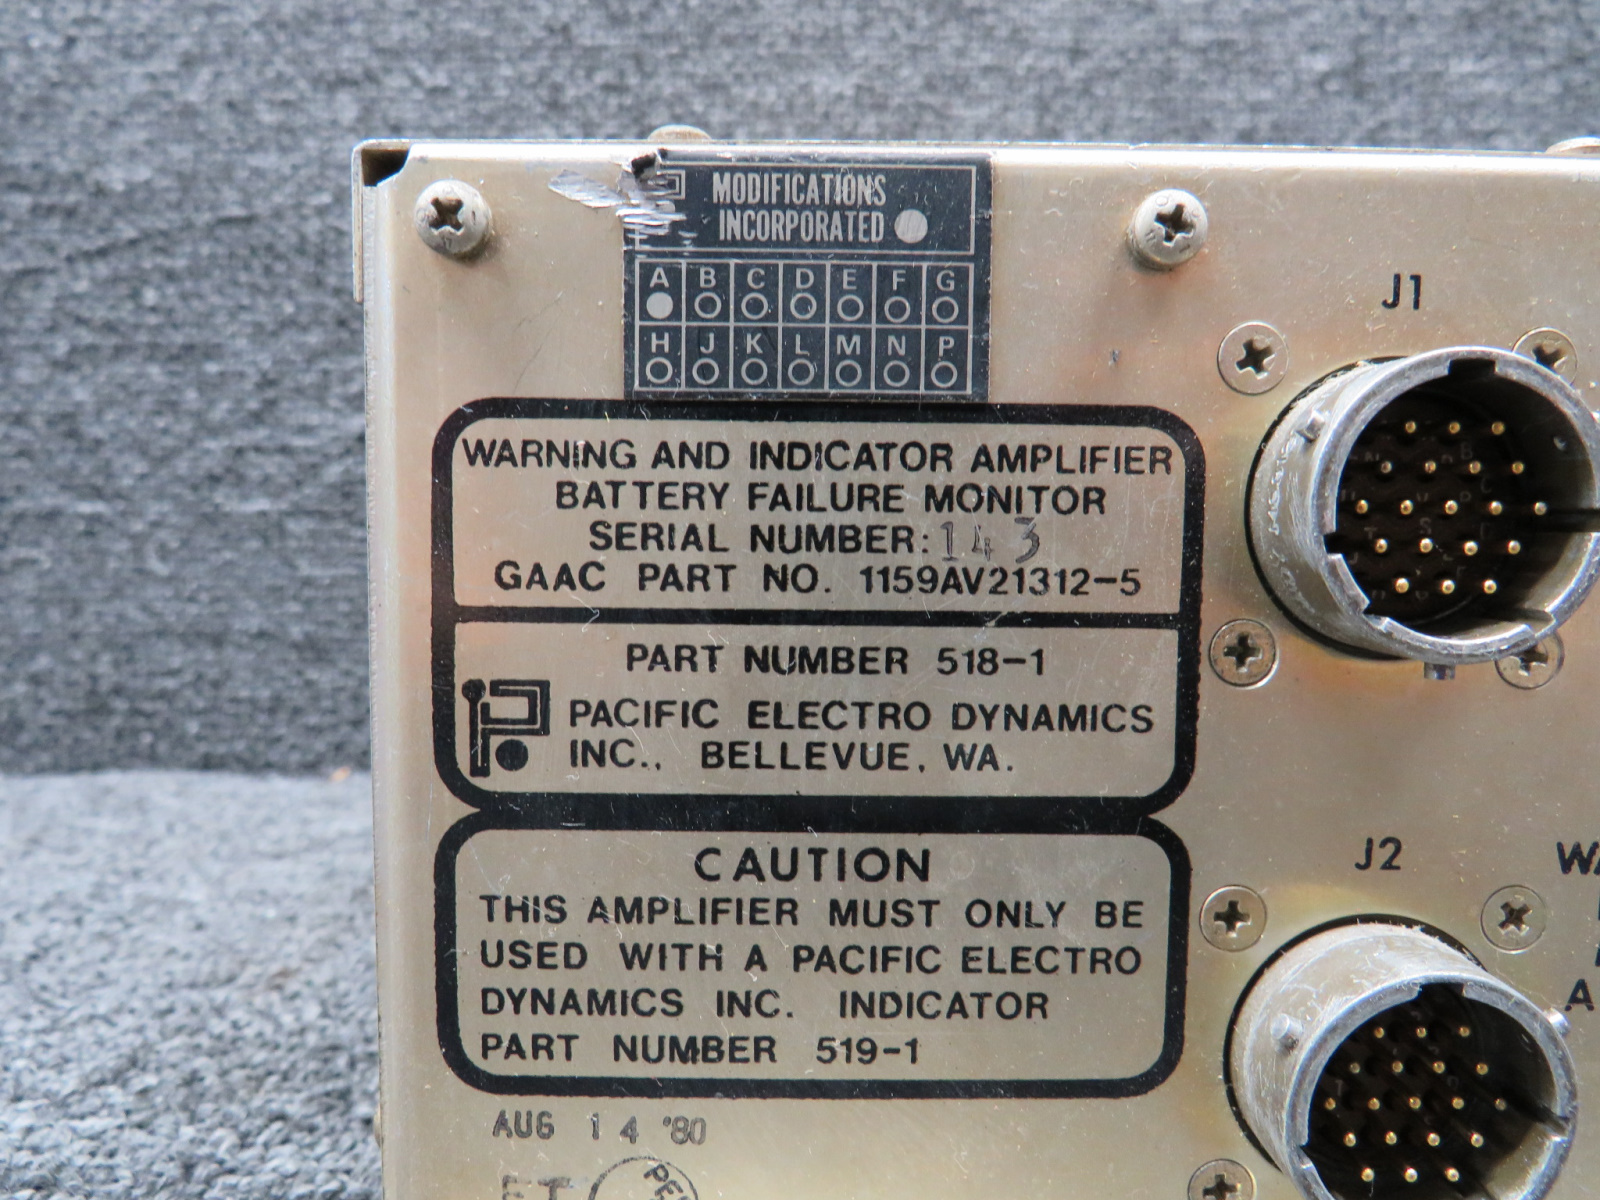 MODIFICATIONS
INCORPORATED
A B C D E F G
H J K L M N P
WARNING AND INDICATOR AMPLIFIER
BATTERY FAILURE MONITOR
SERIAL NUMBER: 143
GAAC PART NO. 1159AV21312-5
PART NUMBER 518-1
PACIFIC ELECTRO DYNAMICS
INC., BELLEVUE, WA.
CAUTION
THIS AMPLIFIER MUST ONLY BE
USED WITH A PACIFIC ELECTRO
DYNAMICS INC. INDICATOR
PART NUMBER 519-1
AUG 14 '80
J1
J2